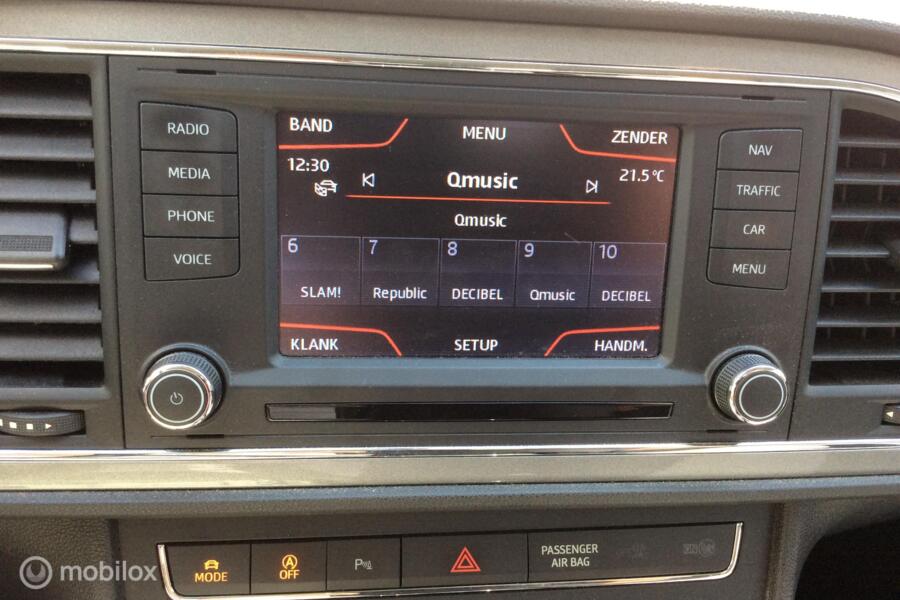 BAND
MENU
ZENDER
12:30
Qmusic
21.5 °C
Qmusic
6 7 8 9 10
SLAM! Republic DECIBEL Qmusic DECIBEL
KLANK
SETUP
HANDM.
RADIO
MEDIA
PHONE
VOICE
NAV
TRAFFIC
CAR
MENU
MODE
A
OFF
P
PASSENGER
AIR BAG
mobilox